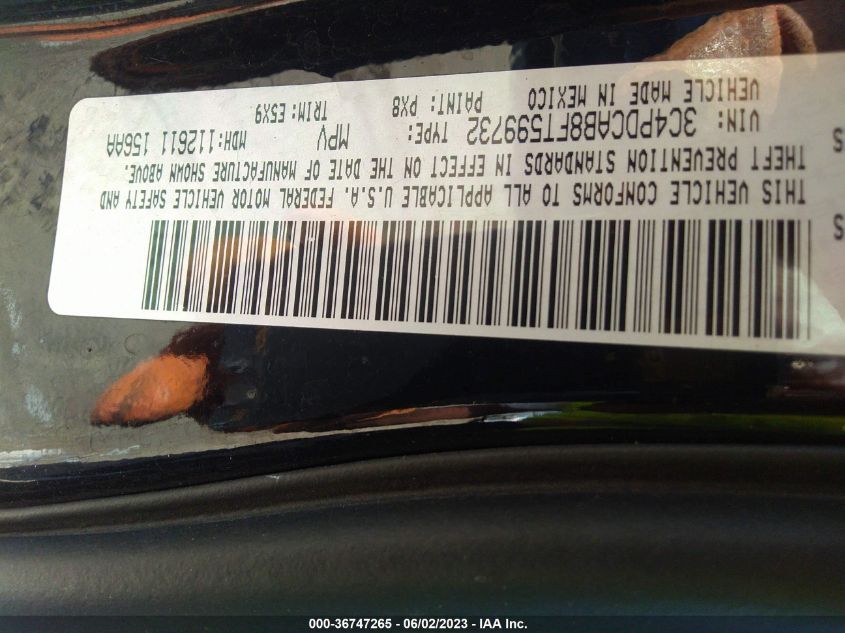 THIS VEHICLE CONFORMS TO ALL APPLICABLE U.S.A. FEDERAL MOTOR VEHICLE SAFETY AND
THEFT PREVENTION STANDARDS IN EFFECT ON THE DATE OF MANUFACTURE SHOWN ABOVE.
VIN: 3C4PDCAB8FT599732 TYPE: MPV MDH:112611 156AA
VEHICLE MADE IN MEXICO PAINT: PX8 TRIM: E5X9
000-36747265 - 06/02/2023 - IAA Inc.